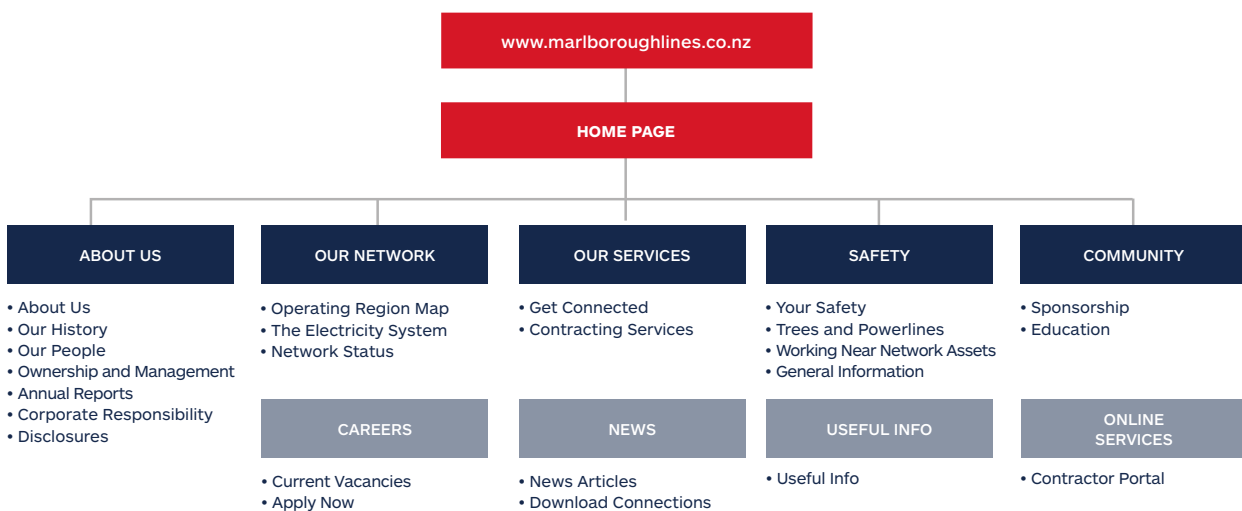 www.marlboroughlines.co.nz
HOME PAGE
ABOUT US
• About Us
• Our History
• Our People
• Ownership and Management
• Annual Reports
• Corporate Responsibility
• Disclosures
OUR NETWORK
• Operating Region Map
• The Electricity System
• Network Status
OUR SERVICES
• Get Connected
• Contracting Services
SAFETY
• Your Safety
• Trees and Powerlines
• Working Near Network Assets
• General Information
COMMUNITY
• Sponsorship
• Education
CAREERS
• Current Vacancies
• Apply Now
NEWS
• News Articles
• Download Connections
USEFUL INFO
• Useful Info
ONLINE
SERVICES
• Contractor Portal